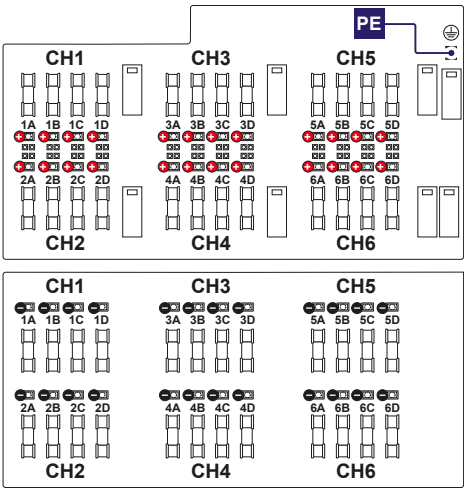 PE
CH1 CH3 CH5
1A 1B 1C 1D 3A 3B 3C 3D 5A 5B 5C 5D
2A 2B 2C 2D 4A 4B 4C 4D 6A 6B 6C 6D
CH2 CH4 CH6
CH1 CH3 CH5
1A 1B 1C 1D 3A 3B 3C 3D 5A 5B 5C 5D
2A 2B 2C 2D 4A 4B 4C 4D 6A 6B 6C 6D
CH2 CH4 CH6